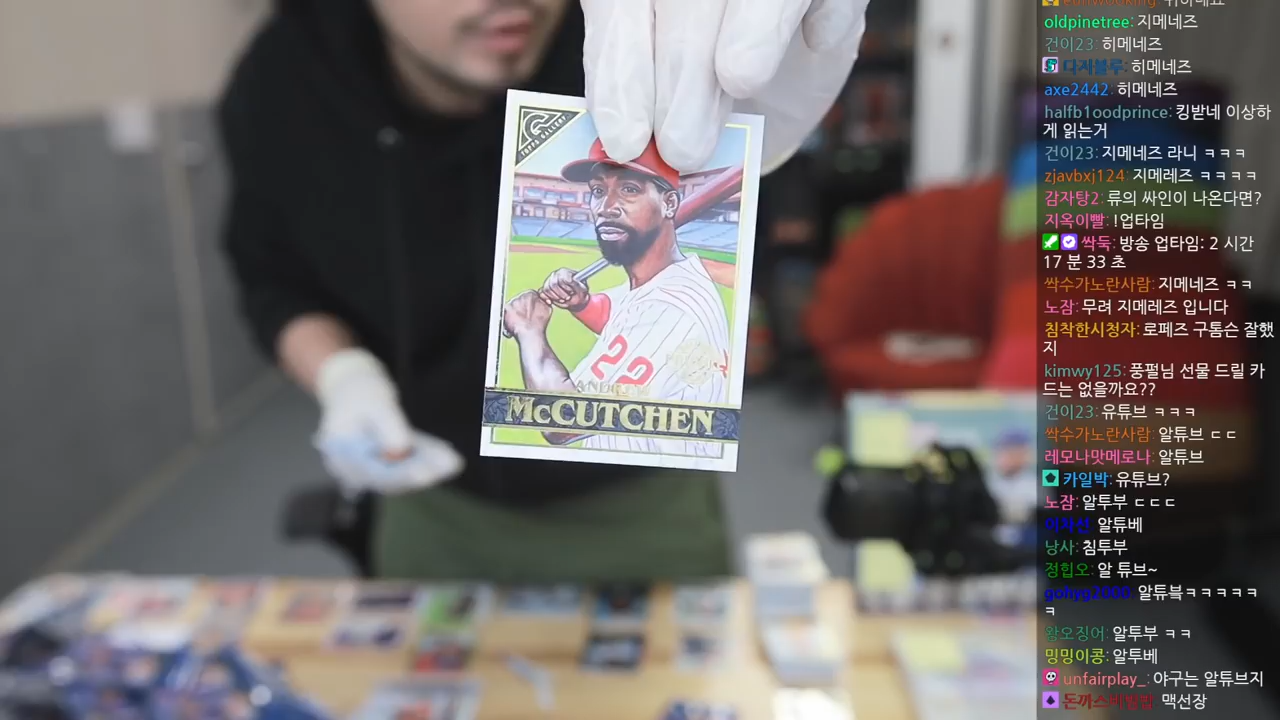 TOPPS GALLERY
22
ANDREW
McCUTCHEN
oldpinetree: 지메네즈
건이23: 히메네즈
디지블루: 히메네즈
axe2442: 히메네즈
halfb1oodprince: 킹받네 이상하
게 읽는거
건이23: 지메네즈 라니 ㅋㅋㅋ
zjavbxj124: 지메레즈 ㅋㅋㅋㅋ
감자탕2: 류의 싸인이 나온다면?
지옥이빨: !업타임
싹둑: 방송 업타임: 2 시간
17 분 33 초
싹수가노란사람: 지메네즈 ㅋㅋ
노잠: 무려 지메레즈 입니다
침착한시청자: 로페즈 구톰슨 잘했
지
kimwy125: 풍펄님 선물 드릴 카
드는 없을까요??
건이23: 유튜브 ㅋㅋㅋ
싹수가노란사람: 알튜브 ㄷㄷ
레모나맛메로나: 알튜브
카일박: 유튜브?
노잠: 알투부 ㄷㄷㄷ
알튜베
낭사: 침투부
정힙오: 알 튜브~
gohyg2000: 알튜븤ㅋㅋㅋㅋㅋ
ㅋ
왕오징어: 알투부 ㅋㅋ
밍밍이콩: 알투베
unfairplay_: 야구는 알튜브지
맥선장